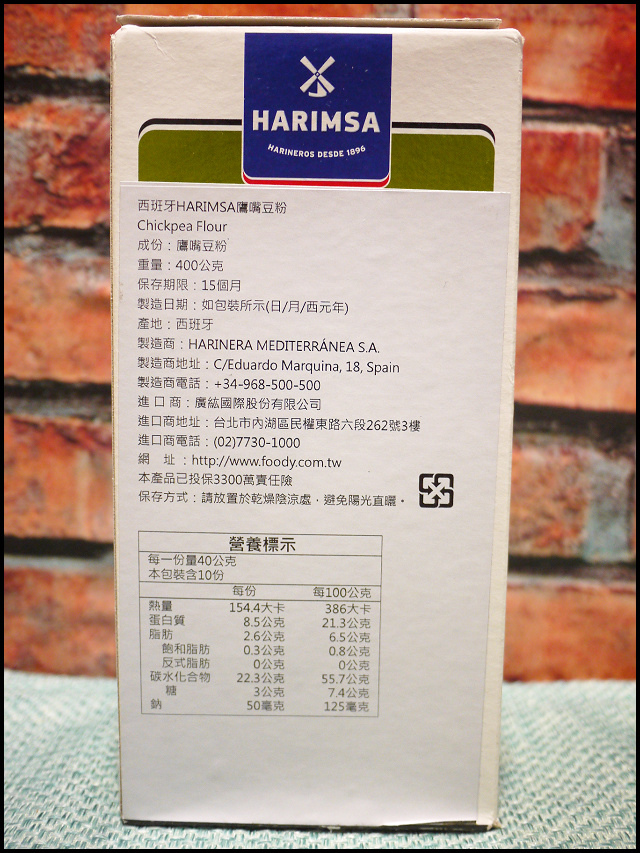 HARIMSA
HARINEROS DESDE 1896
西班牙HARIMSA鷹嘴豆粉
Chickpea Flour
成份：鷹嘴豆粉
重量：400公克
保存期限：15個月
製造日期：如包裝所示(日/月/西元年)
產地：西班牙
製造商：HARINERA MEDITERRÁNEA S.A.
製造商地址：C/Eduardo Marquina, 18, Spain
製造商電話：+34-968-500-500
進 口 商：廣紘國際股份有限公司
進口商地址：台北市內湖區民權東路六段262號3樓
進口商電話：(02)7730-1000
網　址：http://www.foody.com.tw
本產品已投保3300萬責任險
保存方式：請放置於乾燥陰涼處，避免陽光直曬。
營養標示
每一份量40公克
本包裝含10份
每份 每100公克
熱量 154.4大卡 386大卡
蛋白質 8.5公克 21.3公克
脂肪 2.6公克 6.5公克
飽和脂肪 0.3公克 0.8公克
反式脂肪 0公克 0公克
碳水化合物 22.3公克 55.7公克
糖 3公克 7.4公克
鈉 50毫克 125毫克